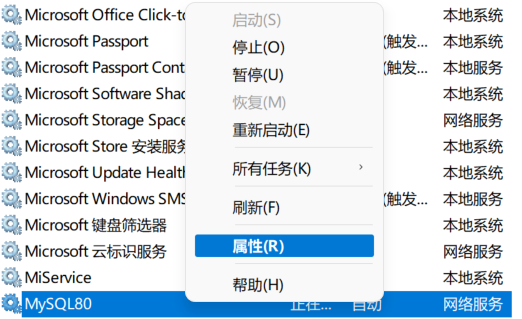 Microsoft Office Click-to 本地系统
Microsoft Passport (触发... 本地系统
Microsoft Passport Cont (触发... 本地服务
Microsoft Software Shad 本地系统
Microsoft Storage Space 网络服务
Microsoft Store 安装服务 本地系统
Microsoft Update Health 本地系统
Microsoft Windows SMS (触发... 本地服务
Microsoft 键盘筛选器 本地系统
Microsoft 云标识服务 网络服务
MiService 本地系统
MySQL80 正在... 自动 网络服务
启动(S)
停止(O)
暂停(U)
恢复(M)
重新启动(E)
所有任务(K)
刷新(F)
属性(R)
帮助(H)